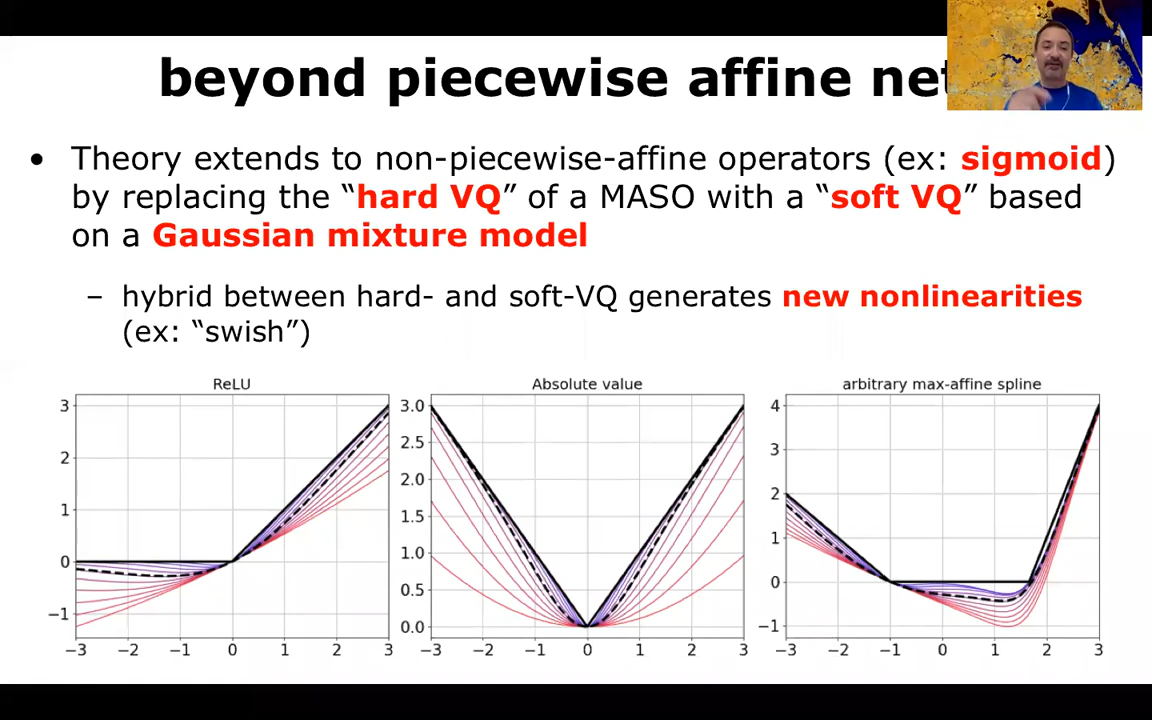 beyond piecewise affine
• Theory extends to non-piecewise-affine operators (ex: sigmoid)
by replacing the “hard VQ” of a MASO with a “soft VQ” based
on a Gaussian mixture model
– hybrid between hard- and soft-VQ generates new nonlinearities
(ex: “swish”)
ReLU
3
2
1
0
−1
−3 −2 −1 0 1 2 3
Absolute value
3.0
2.5
2.0
1.5
1.0
0.5
0.0
−3 −2 −1 0 1 2 3
arbitrary max-affine spline
4
3
2
1
0
−1
−3 −2 −1 0 1 2 3